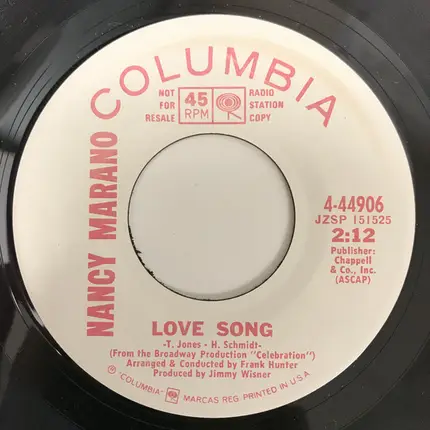 COLUMBIA
NOT FOR RESALE
45 RPM
RADIO STATION COPY
NANCY MARANO
4-44906
JZSP 151525
2:12
Publisher:
Chappell
& Co., Inc.
(ASCAP)
LOVE SONG
-T. Jones - H. Schmidt-
(From the Broadway Production "Celebration")
Arranged & Conducted by Frank Hunter
Produced by Jimmy Wisner
"COLUMBIA" MARCAS REG. PRINTED IN U.S.A.